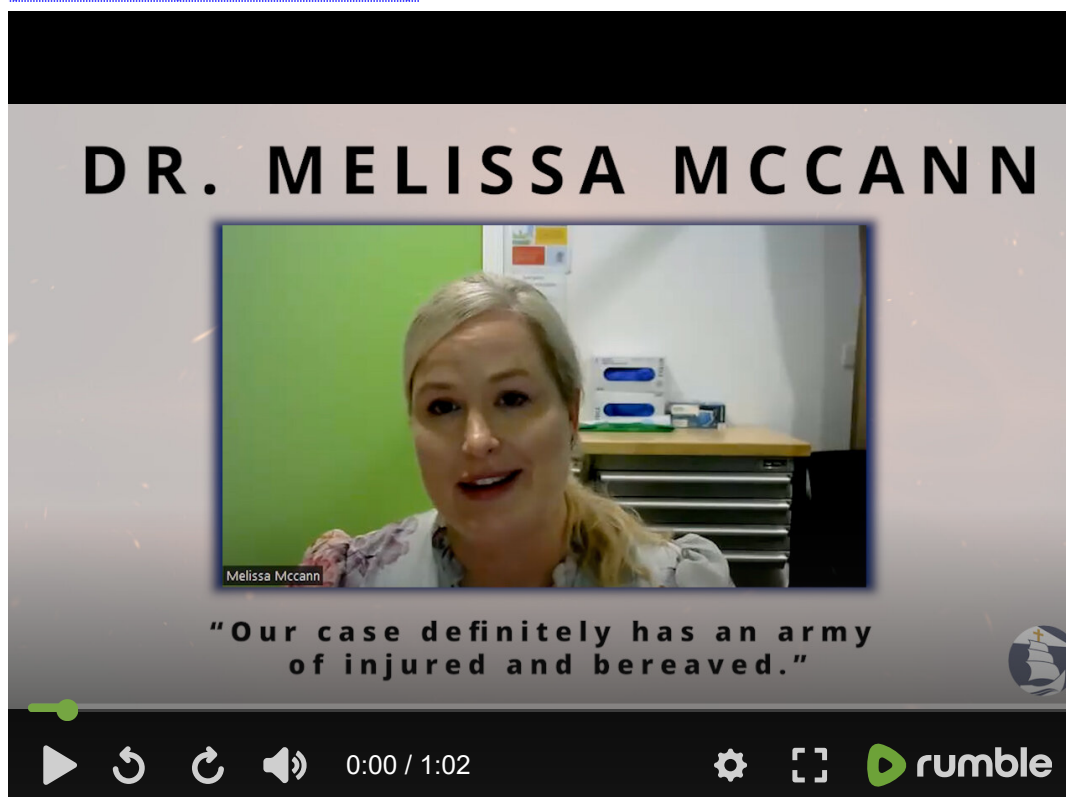 DR. MELISSA MCCANN
Melissa Mccann
“Our case definitely has an army
of injured and bereaved.”
0:00 / 1:02
rumble